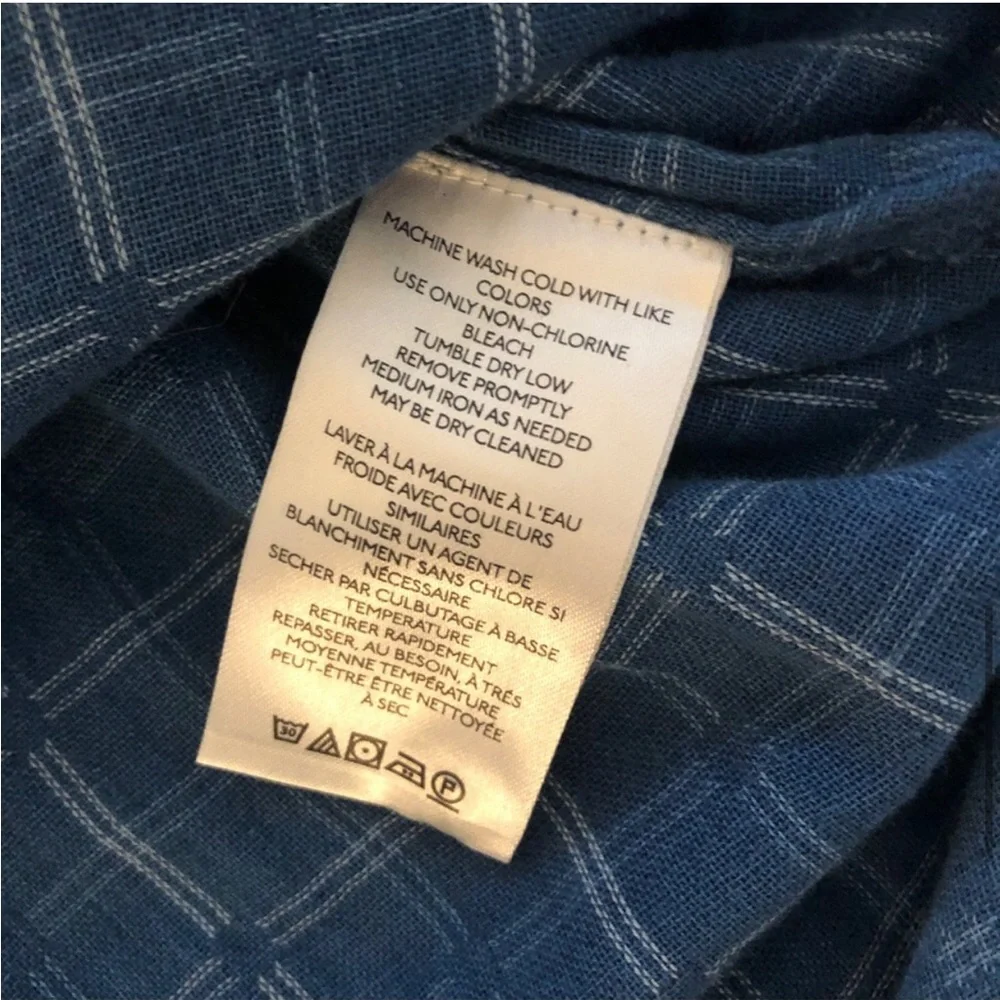 MACHINE WASH COLD WITH LIKE
COLORS
USE ONLY NON-CHLORINE
BLEACH
TUMBLE DRY LOW
REMOVE PROMPTLY
MEDIUM IRON AS NEEDED
MAY BE DRY CLEANED
LAVER À LA MACHINE À L'EAU
FROIDE AVEC COULEURS
SIMILAIRES
UTILISER UN AGENT DE
BLANCHIMENT SANS CHLORE SI
NÉCESSAIRE
SECHER PAR CULBUTAGE À BASSE
TEMPERATURE
RETIRER RAPIDEMENT
REPASSER, AU BESOIN, À TRÉS
MOYENNE TEMPÉRATURE
PEUT-ÊTRE ÊTRE NETTOYÉE
À SEC
30 P